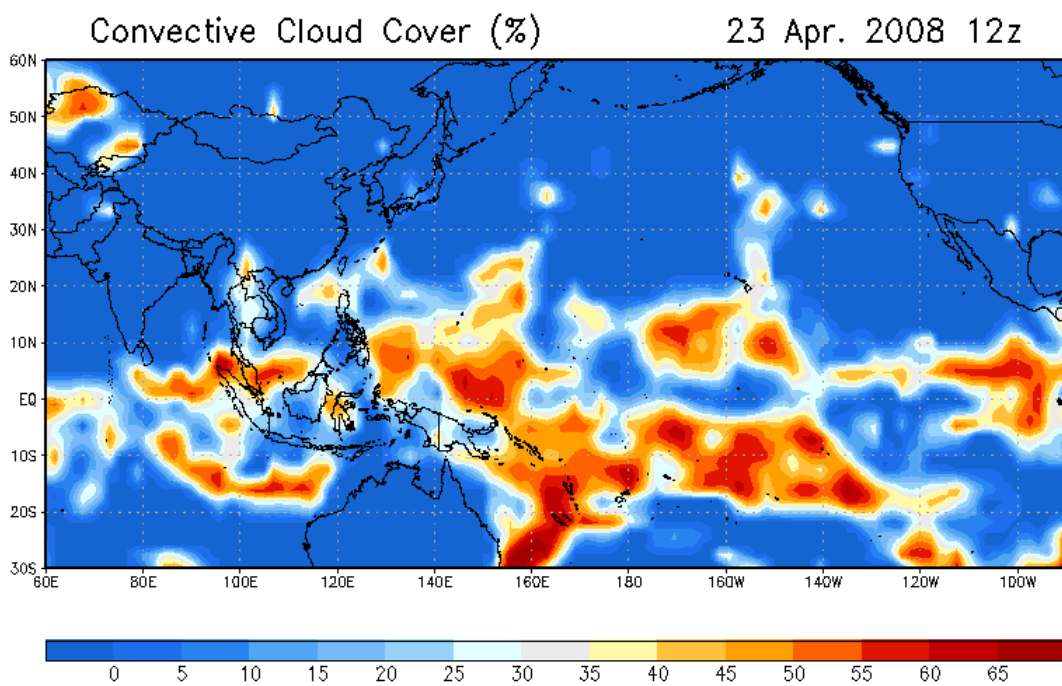 Convective Cloud Cover (%) 23 Apr. 2008 12z
60N
50N
40N
30N
20N
10N
EQ
10S
20S
30S
60E 80E 100E 120E 140E 160E 180 160W 140W 120W 100W
0 5 10 15 20 25 30 35 40 45 50 55 60 65